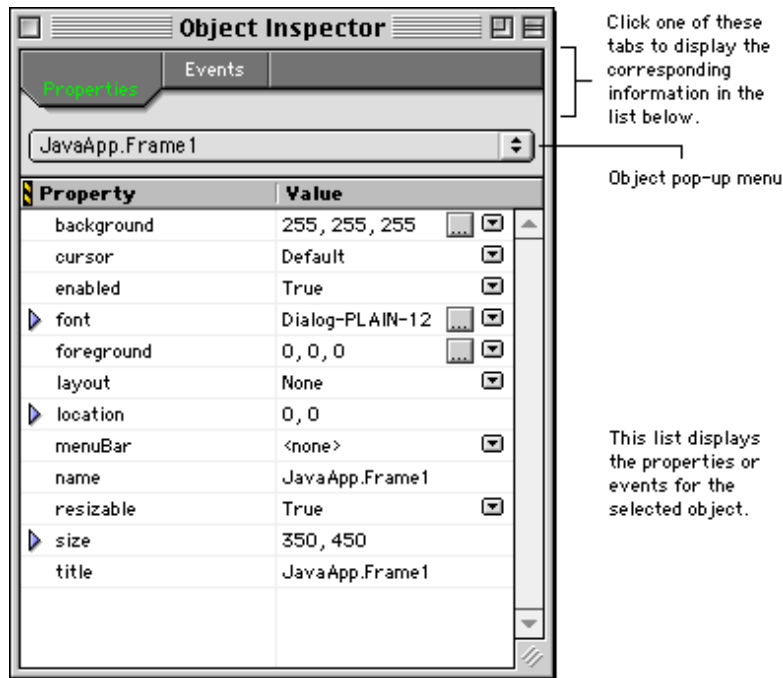 Object Inspector
Properties
Events
JavaApp.Frame1
Property Value
background 255, 255, 255 ...
cursor Default
enabled True
font Dialog-PLAIN-12 ...
foreground 0, 0, 0 ...
layout None
location 0, 0
menuBar <none>
name JavaApp.Frame1
resizable True
size 350, 450
title JavaApp.Frame1
Click one of these
tabs to display the
corresponding
information in the
list below.
Object pop-up menu
This list displays
the properties or
events for the
selected object.